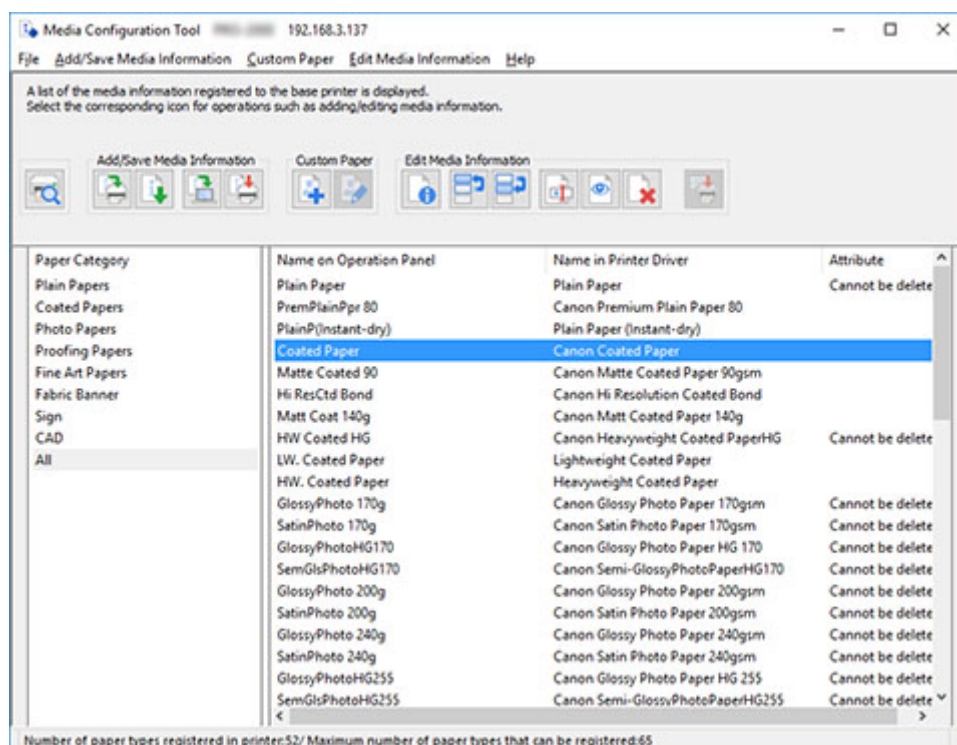 Media Configuration Tool 192.168.3.137
File Add/Save Media Information Custom Paper Edit Media Information Help
A list of the media information registered to the base printer is displayed.
Select the corresponding icon for operations such as adding/editing media information.
Add/Save Media Information Custom Paper Edit Media Information
Paper Category Name on Operation Panel Name in Printer Driver Attribute
Plain Papers Plain Paper Plain Paper Cannot be delete
Coated Papers PremPlainPpr 80 Canon Premium Plain Paper 80
Photo Papers PlainP(Instant-dry) Plain Paper (Instant-dry)
Proofing Papers Coated Paper Canon Coated Paper
Fine Art Papers Matte Coated 90 Canon Matte Coated Paper 90gsm
Fabric Banner Hi ResCtd Bond Canon Hi Resolution Coated Bond
Sign Matt Coat 140g Canon Matt Coated Paper 140g
CAD HW Coated HG Canon Heavyweight Coated PaperHG Cannot be delete
All LW. Coated Paper Lightweight Coated Paper
HW. Coated Paper Heavyweight Coated Paper
GlossyPhoto 170g Canon Glossy Photo Paper 170gsm Cannot be delete
SatinPhoto 170g Canon Satin Photo Paper 170gsm Cannot be delete
GlossyPhotoHG170 Canon Glossy Photo Paper HG 170 Cannot be delete
SemGlsPhotoHG170 Canon Semi-GlossyPhotoPaperHG170 Cannot be delete
GlossyPhoto 200g Canon Glossy Photo Paper 200gsm Cannot be delete
SatinPhoto 200g Canon Satin Photo Paper 200gsm Cannot be delete
GlossyPhoto 240g Canon Glossy Photo Paper 240gsm Cannot be delete
SatinPhoto 240g Canon Satin Photo Paper 240gsm Cannot be delete
GlossyPhotoHG255 Canon Glossy Photo Paper HG 255 Cannot be delete
SemGlsPhotoHG255 Canon Semi-GlossyPhotoPaperHG255 Cannot be delete
Number of paper types registered in printer:52/ Maximum number of paper types that can be registered:65